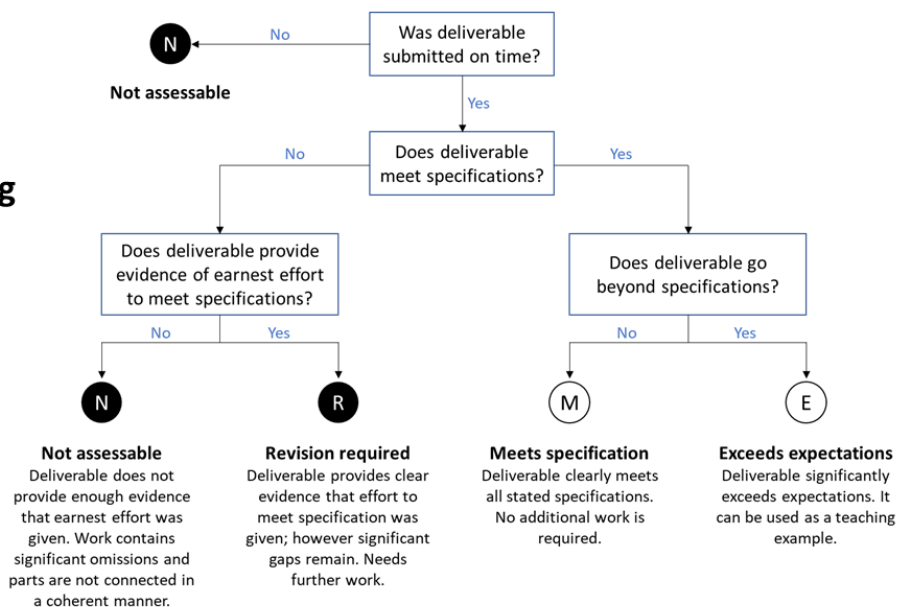 Was deliverable
submitted on time?
No
N
Not assessable
Yes
Does deliverable
meet specifications?
No
Yes
g
Does deliverable provide
evidence of earnest effort
to meet specifications?
Does deliverable go
beyond specifications?
No
Yes
No
Yes
N
R
M
E
Not assessable
Deliverable does not
provide enough evidence
that earnest effort was
given. Work contains
significant omissions and
parts are not connected in
a coherent manner.
Revision required
Deliverable provides clear
evidence that effort to
meet specification was
given; however significant
gaps remain. Needs
further work.
Meets specification
Deliverable clearly meets
all stated specifications.
No additional work is
required.
Exceeds expectations
Deliverable significantly
exceeds expectations. It
can be used as a teaching
example.